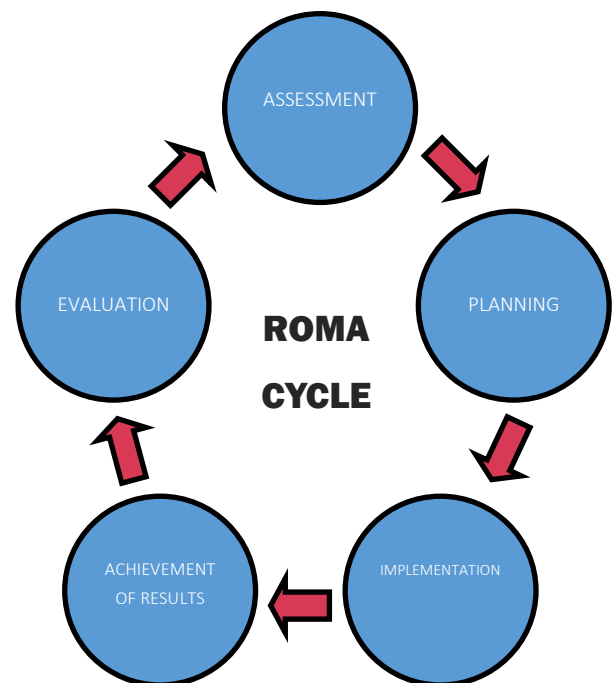 ASSESSMENT
PLANNING
IMPLEMENTATION
ACHIEVEMENT
OF RESULTS
EVALUATION
ROMA
CYCLE